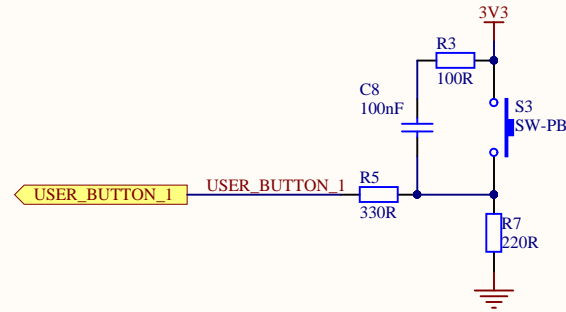 3V3
R3
100R
C8
100nF
S3
SW-PB
USER_BUTTON_1
USER_BUTTON_1
R5
330R
R7
220R